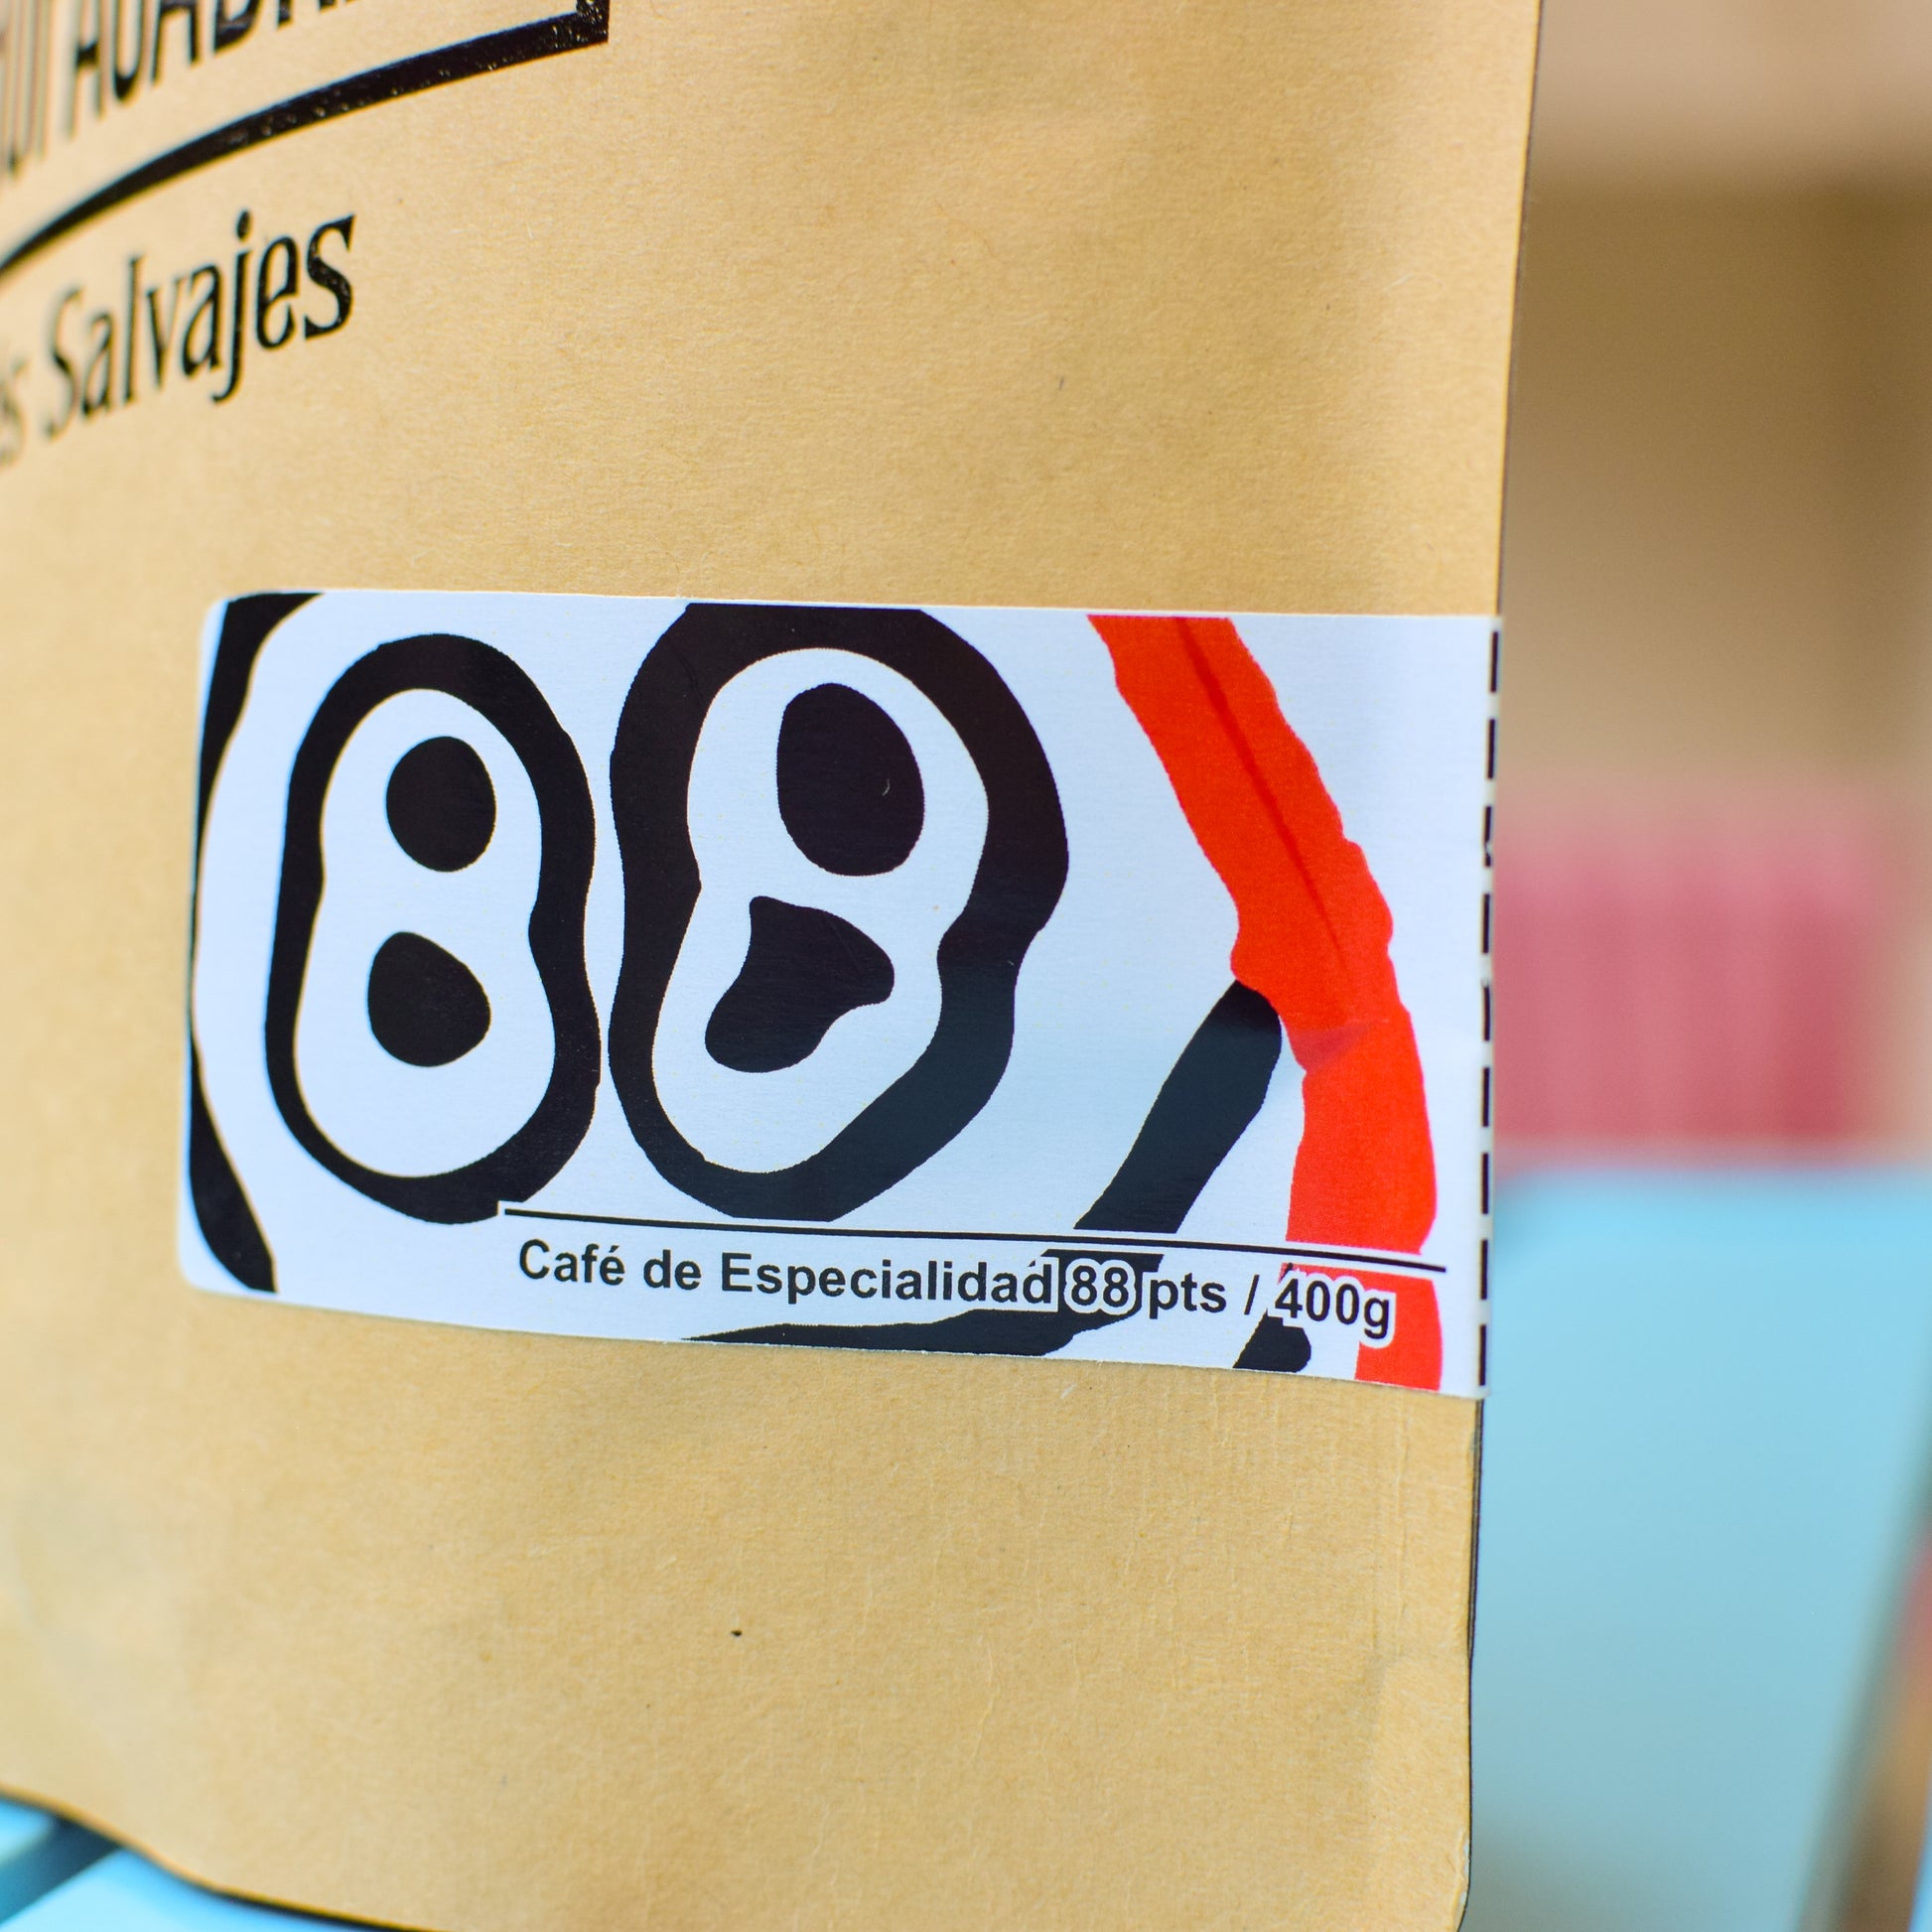 Salvajes
88
Café de Especialidad 88 pts / 400g